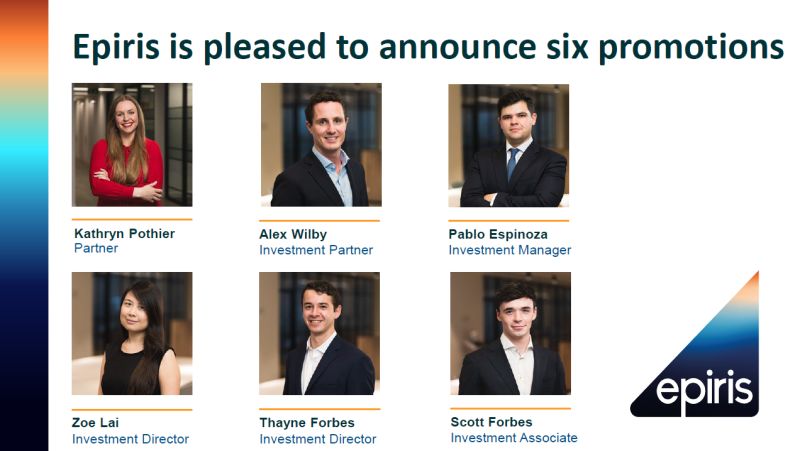 Epiris is pleased to announce six promotions
Kathryn Pothier
Partner
Alex Wilby
Investment Partner
Pablo Espinoza
Investment Manager
Zoe Lai
Investment Director
Thayne Forbes
Investment Director
Scott Forbes
Investment Associate
epiris